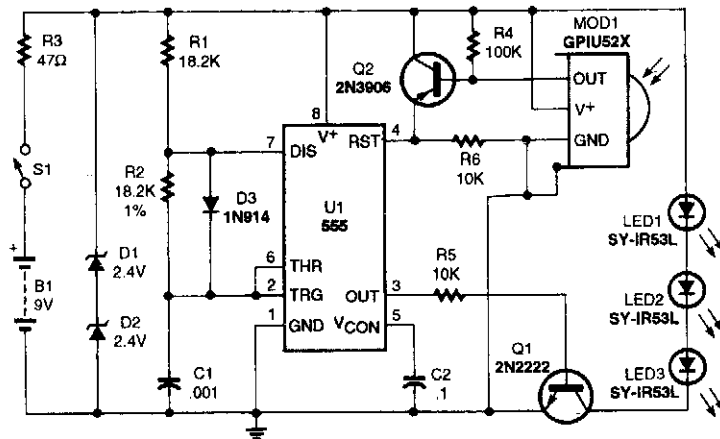 R3
47Ω
S1
+
B1
9V
D1
2.4V
D2
2.4V
R1
18.2K
R2
18.2K
1%
D3
1N914
C1
.001
8
V+
7
DIS
4
RST
U1
555
6
THR
2
TRG
3
OUT
1
GND
5
VCON
C2
.1
Q2
2N3906
R4
100K
R6
10K
R5
10K
Q1
2N2222
MOD1
GPIU52X
OUT
V+
GND
LED1
SY-IR53L
LED2
SY-IR53L
LED3
SY-IR53L